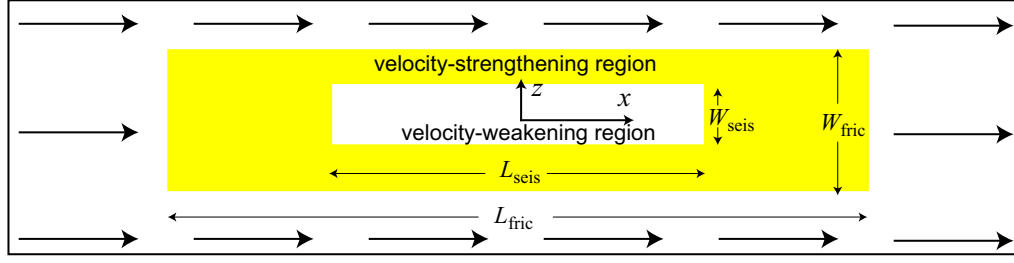 velocity-strengthening region
z
x
velocity-weakening region
W_seis
W_fric
L_seis
L_fric